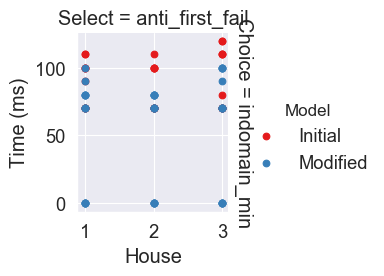 Select = anti_first_fail
Choice = indomain_min
Time (ms)
100
50
0
1 2 3
House
Model
Initial
Modified